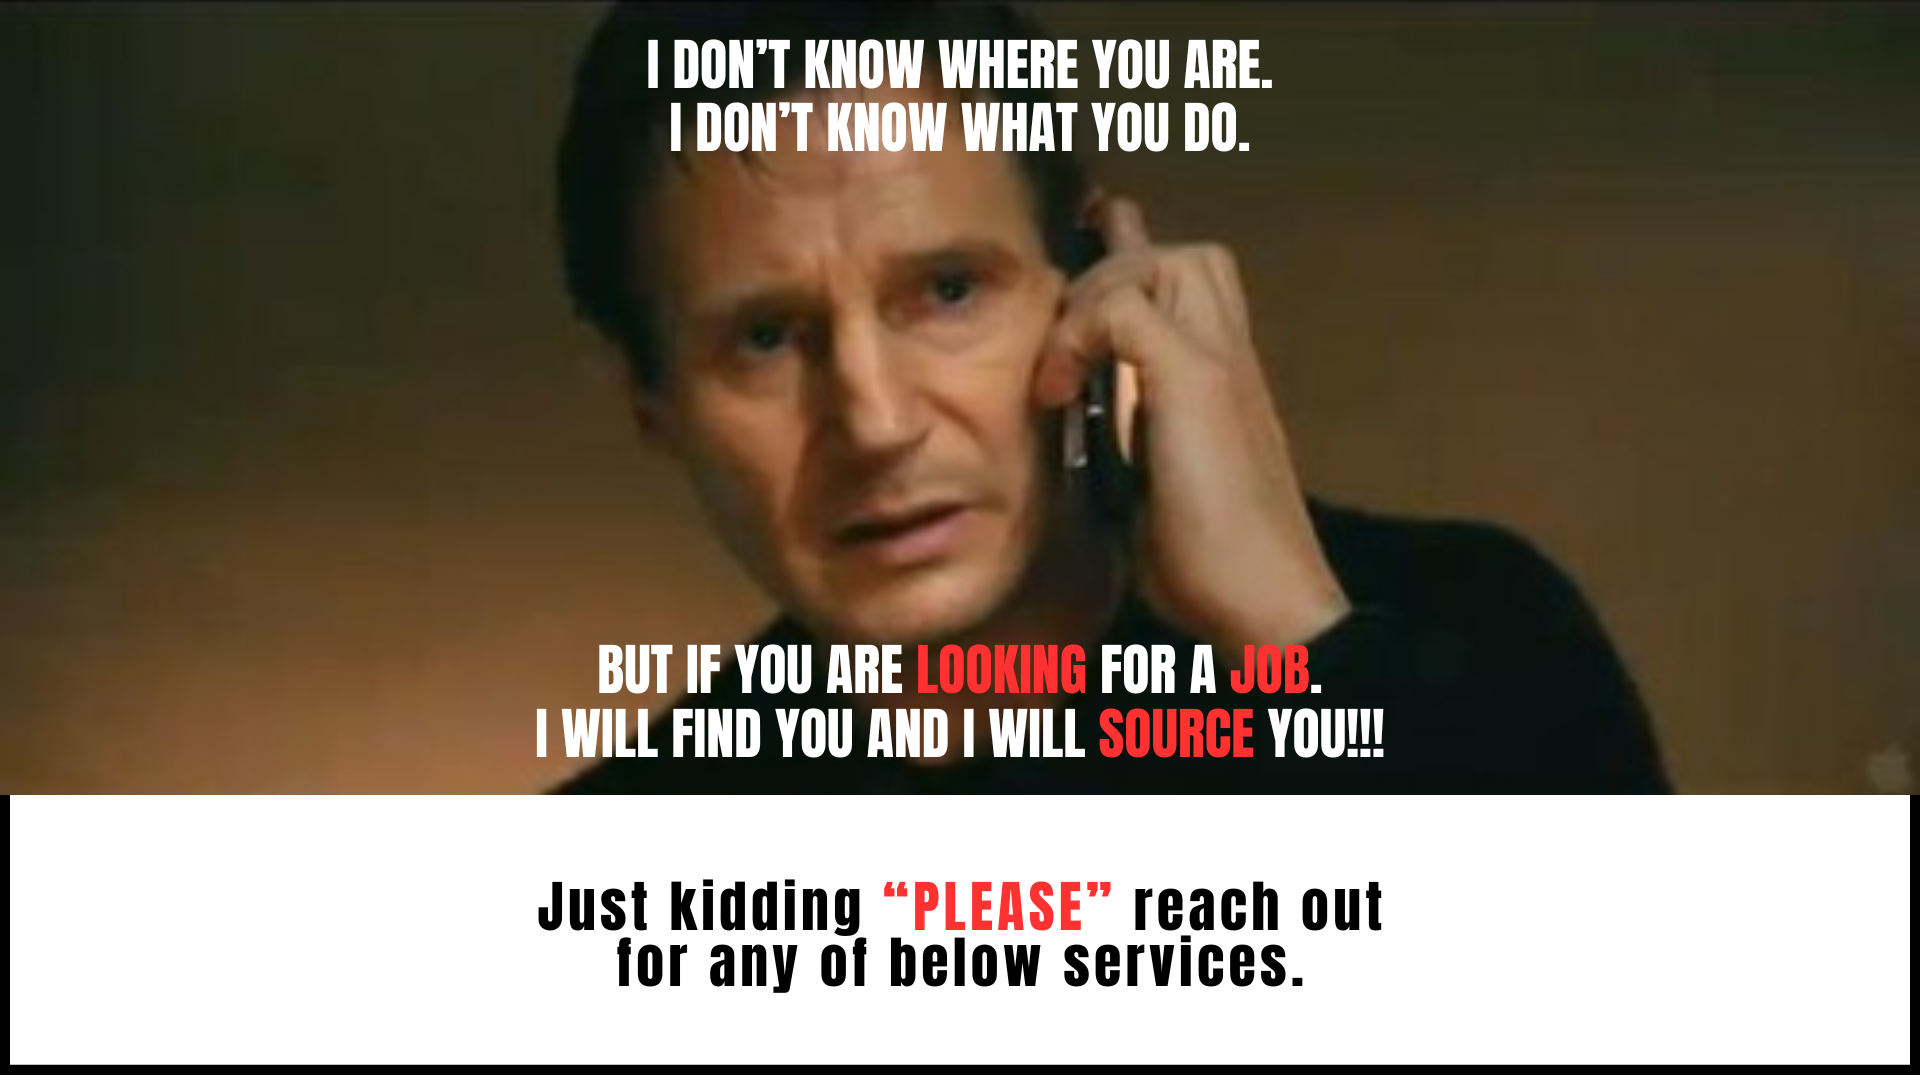 I DON’T KNOW WHERE YOU ARE.
I DON’T KNOW WHAT YOU DO.
BUT IF YOU ARE LOOKING FOR A JOB.
I WILL FIND YOU AND I WILL SOURCE YOU!!!
Just kidding “PLEASE” reach out
for any of below services.